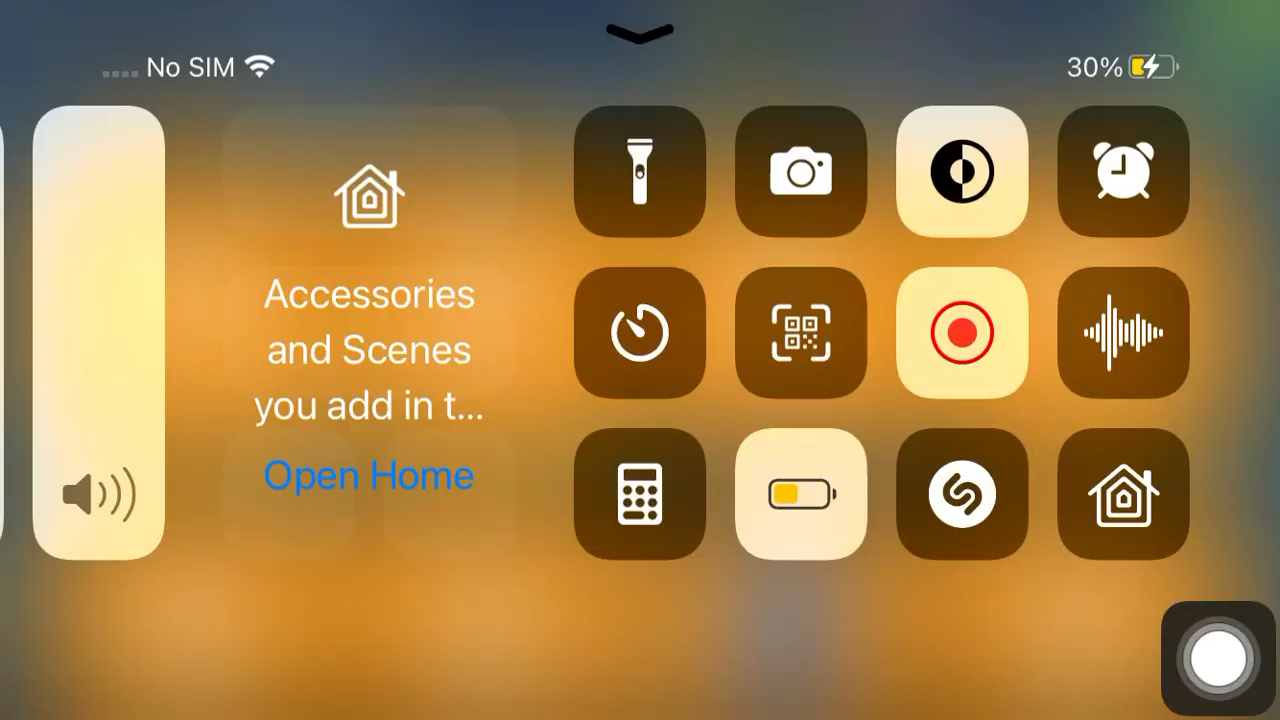 No SIM
30%
Accessories
and Scenes
you add in t...
Open Home